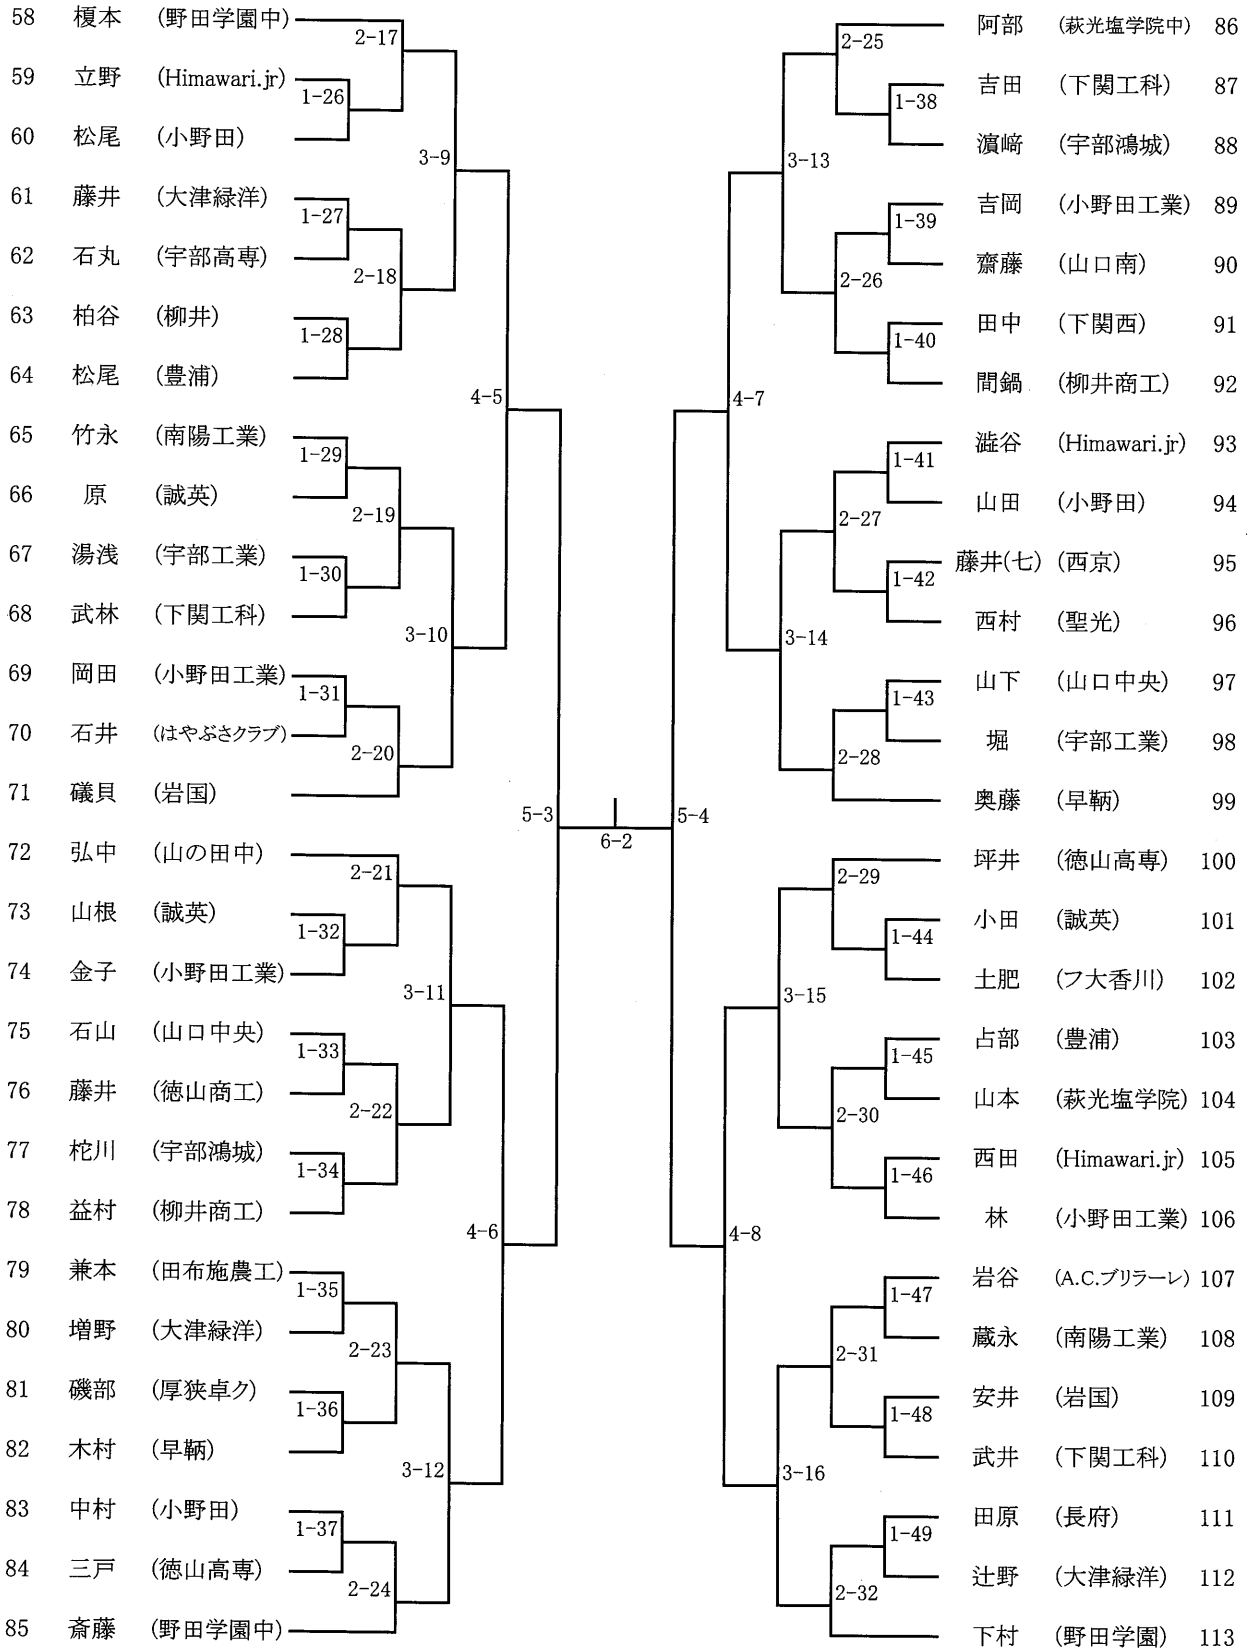 58 榎本 (野田学園中)
59 立野 (Himawari.jr)
60 松尾 (小野田)
61 藤井 (大津緑洋)
62 石丸 (宇部高専)
63 柏谷 (柳井)
64 松尾 (豊浦)
65 竹永 (南陽工業)
66 原 (誠英)
67 湯浅 (宇部工業)
68 武林 (下関工科)
69 岡田 (小野田工業)
70 石井 (はやぶさクラブ)
71 礒貝 (岩国)
72 弘中 (山の田中)
73 山根 (誠英)
74 金子 (小野田工業)
75 石山 (山口中央)
76 藤井 (徳山商工)
77 柁川 (宇部鴻城)
78 益村 (柳井商工)
79 兼本 (田布施農工)
80 増野 (大津緑洋)
81 磯部 (厚狭卓ク)
82 木村 (早鞆)
83 中村 (小野田)
84 三戸 (徳山高専)
85 斎藤 (野田学園中)
2-17
1-26
3-9
1-27
2-18
1-28
4-5
1-29
2-19
1-30
3-10
1-31
2-20
5-3
2-21
1-32
3-11
1-33
2-22
1-34
4-6
1-35
2-23
1-36
3-12
1-37
2-24
6-2
阿部 (萩光塩学院中) 86
吉田 (下関工科) 87
濵﨑 (宇部鴻城) 88
吉岡 (小野田工業) 89
齋藤 (山口南) 90
田中 (下関西) 91
間鍋 (柳井商工) 92
澁谷 (Himawari.jr) 93
山田 (小野田) 94
藤井(七) (西京) 95
西村 (聖光) 96
山下 (山口中央) 97
堀 (宇部工業) 98
奥藤 (早鞆) 99
坪井 (徳山高専) 100
小田 (誠英) 101
土肥 (フ大香川) 102
占部 (豊浦) 103
山本 (萩光塩学院) 104
西田 (Himawari.jr) 105
林 (小野田工業) 106
岩谷 (A.C.ブリラーレ) 107
蔵永 (南陽工業) 108
安井 (岩国) 109
武井 (下関工科) 110
田原 (長府) 111
辻野 (大津緑洋) 112
下村 (野田学園) 113
2-25
1-38
3-13
1-39
2-26
1-40
4-7
1-41
2-27
1-42
3-14
1-43
2-28
5-4
2-29
1-44
3-15
1-45
2-30
1-46
4-8
1-47
2-31
1-48
3-16
1-49
2-32